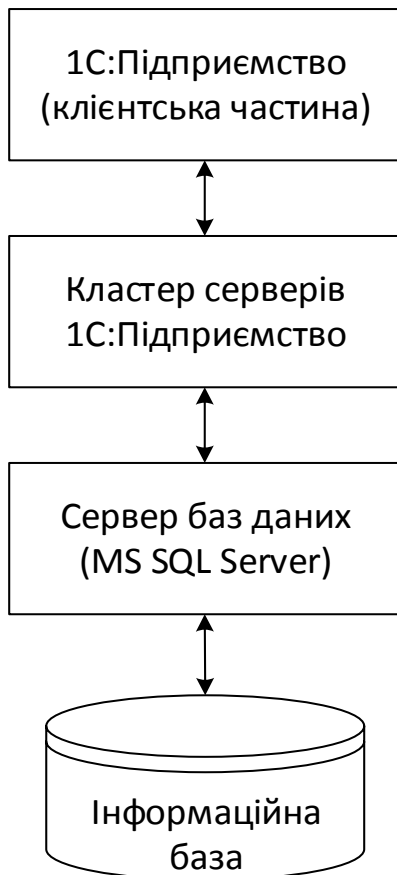 1С:Підприємство
(клієнтська частина)
Кластер серверів
1С:Підприємство
Сервер баз даних
(MS SQL Server)
Інформаційна
база